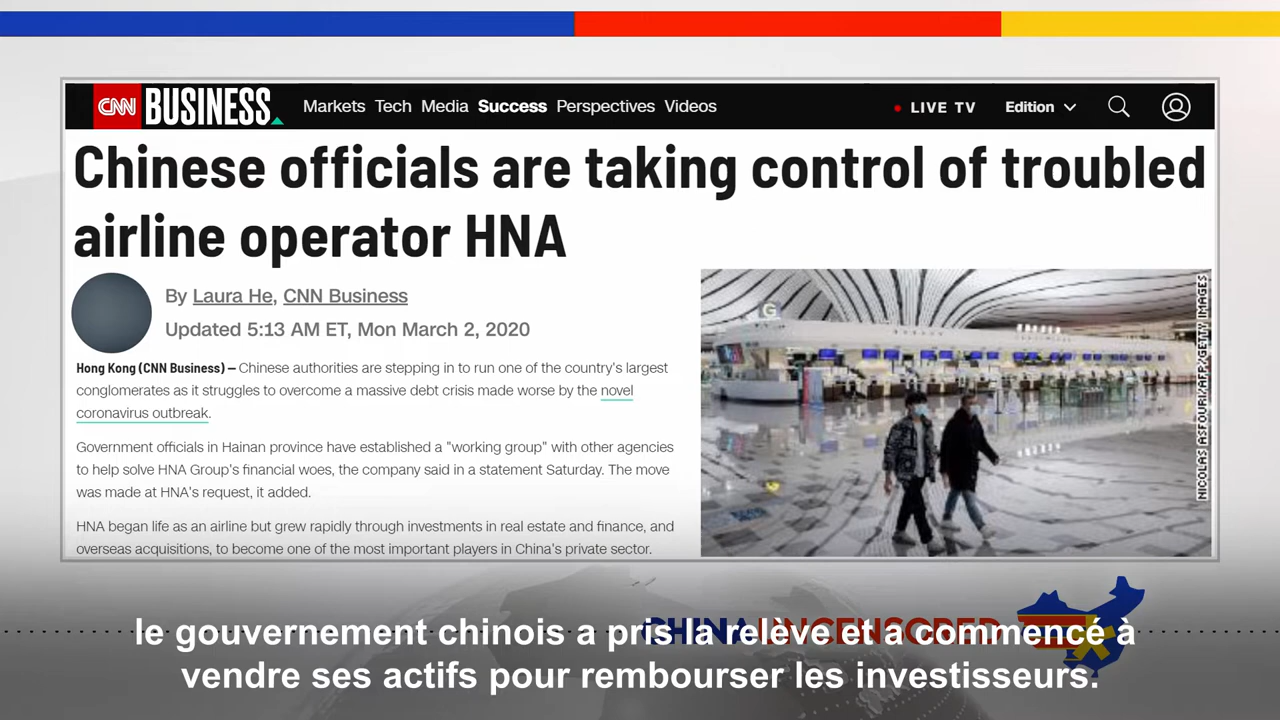 CNN BUSINESS Markets Tech Media Success Perspectives Videos LIVE TV Edition
Chinese officials are taking control of troubled
airline operator HNA
By Laura He, CNN Business
Updated 5:13 AM ET, Mon March 2, 2020
Hong Kong (CNN Business) — Chinese authorities are stepping in to run one of the country's largest
conglomerates as it struggles to overcome a massive debt crisis made worse by the novel
coronavirus outbreak.
Government officials in Hainan province have established a "working group" with other agencies
to help solve HNA Group's financial woes, the company said in a statement Saturday. The move
was made at HNA's request, it added.
HNA began life as an airline but grew rapidly through investments in real estate and finance, and
overseas acquisitions, to become one of the most important players in China's private sector.
G
NICOLAS ASFOURI/AFP/GETTY IMAGES
CHINA UNCENSORED
le gouvernement chinois a pris la relève et a commencé à
vendre ses actifs pour rembourser les investisseurs.